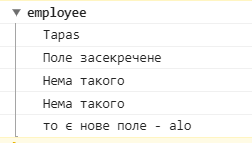 employee
Tapas
Поле засекречене
Нема такого
Нема такого
то є нове поле - alo